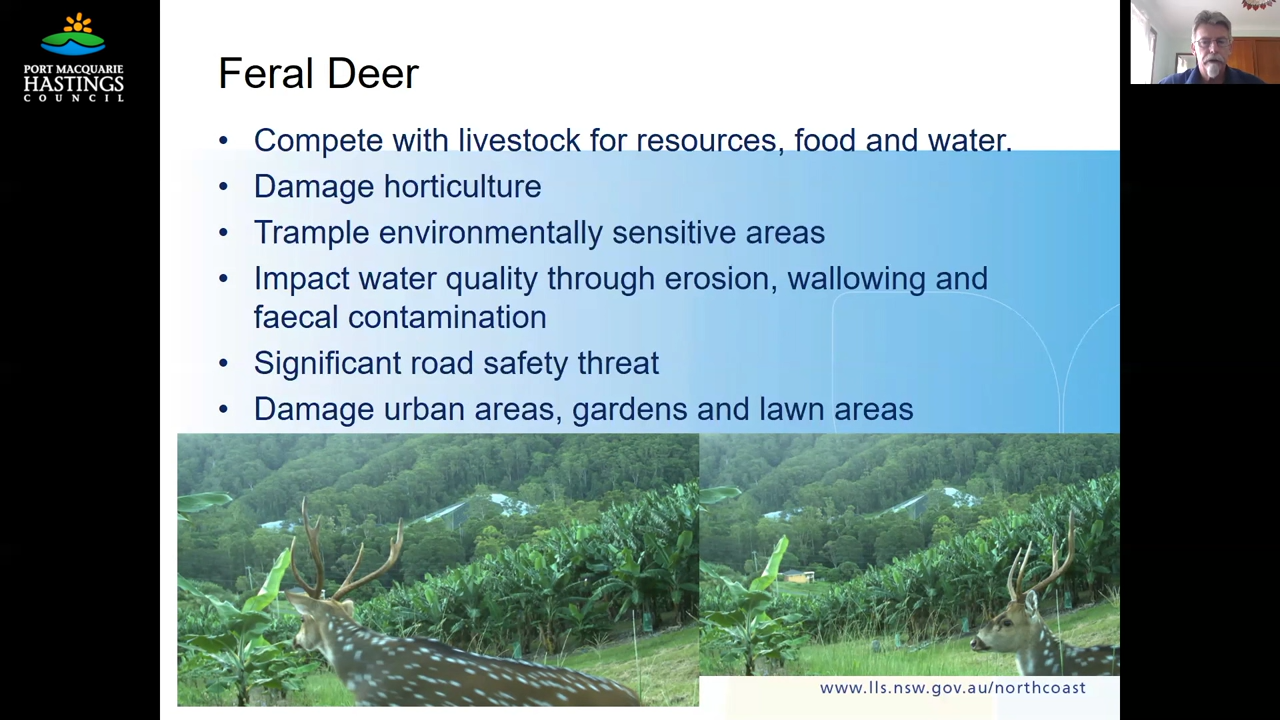 PORT MACQUARIE
HASTINGS
COUNCIL
Feral Deer
• Compete with livestock for resources, food and water.
• Damage horticulture
• Trample environmentally sensitive areas
• Impact water quality through erosion, wallowing and
faecal contamination
• Significant road safety threat
• Damage urban areas, gardens and lawn areas
www.lls.nsw.gov.au/northcoast